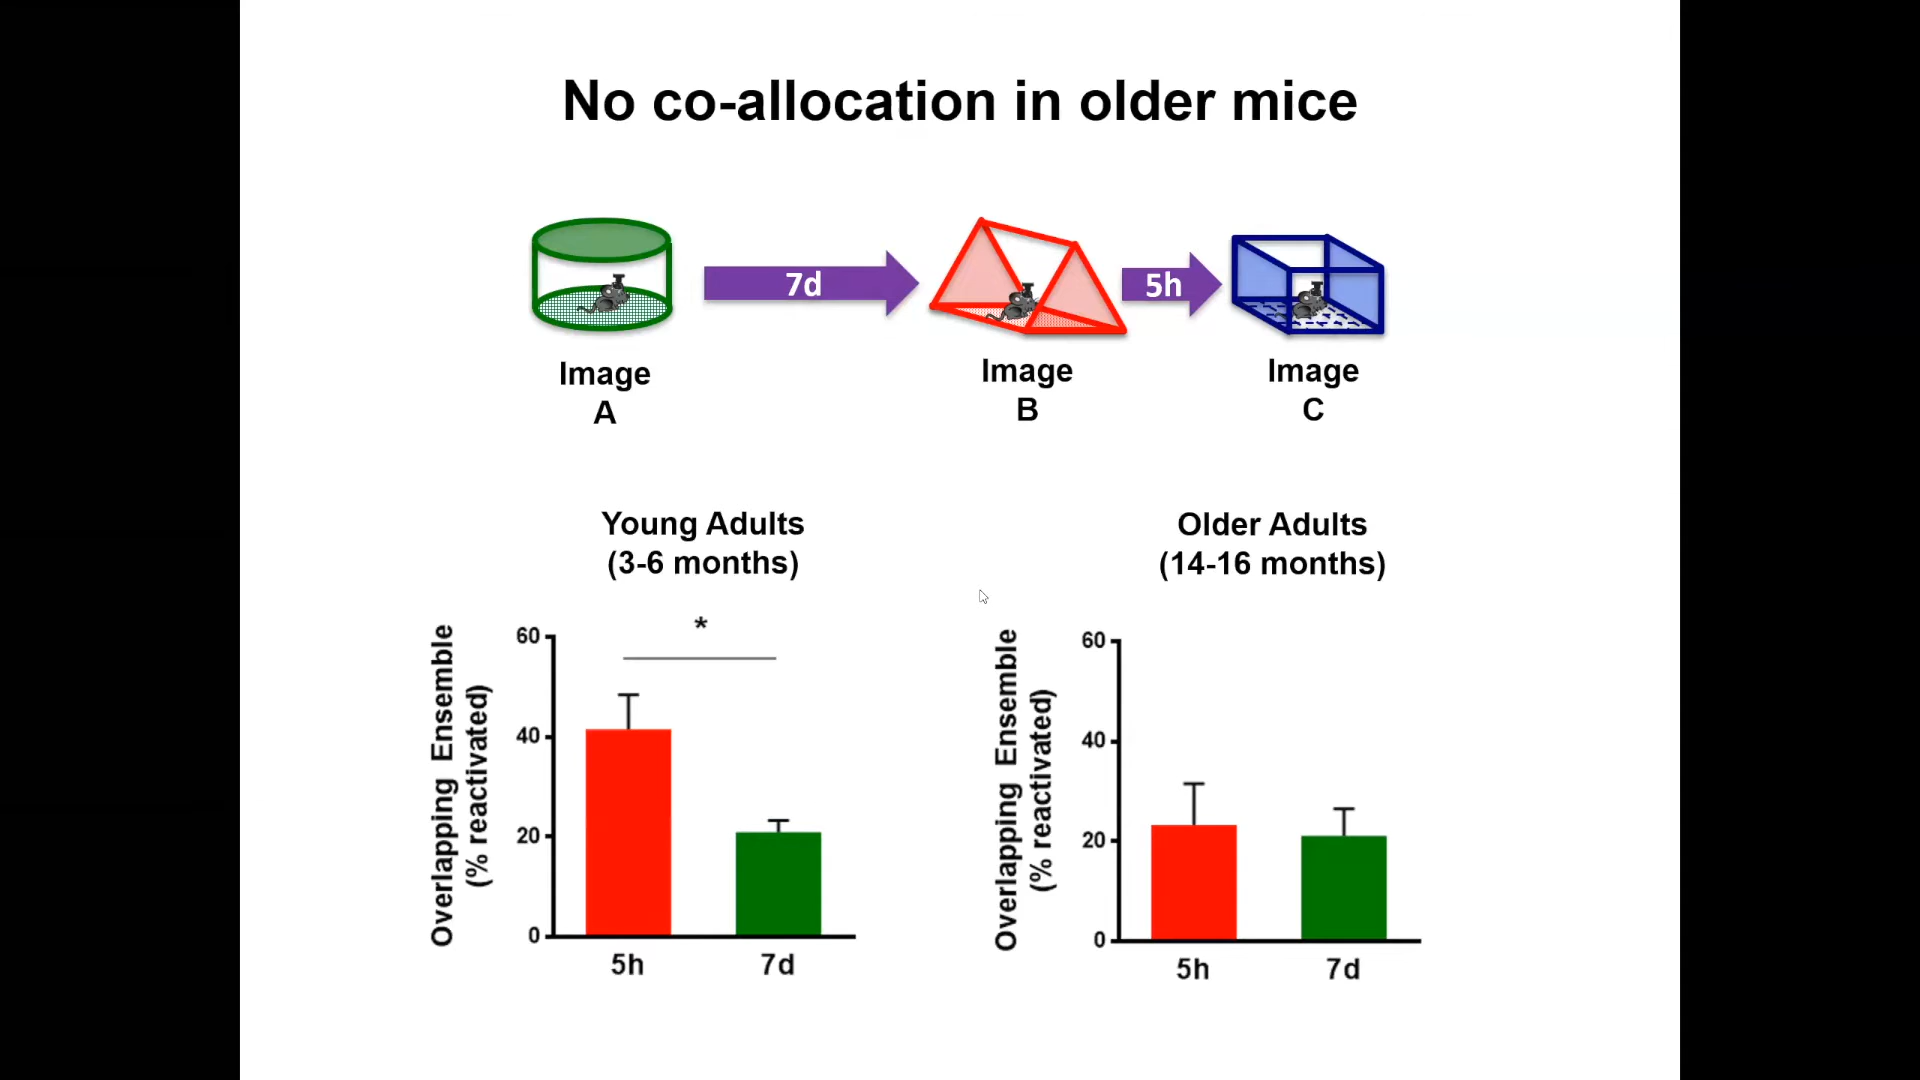 No co-allocation in older mice
7d
5h
Image
A
Image
B
Image
C
Young Adults
(3-6 months)
Overlapping Ensemble
(% reactivated)
60
40
20
0
*
5h
7d
Older Adults
(14-16 months)
Overlapping Ensemble
(% reactivated)
60
40
20
0
5h
7d